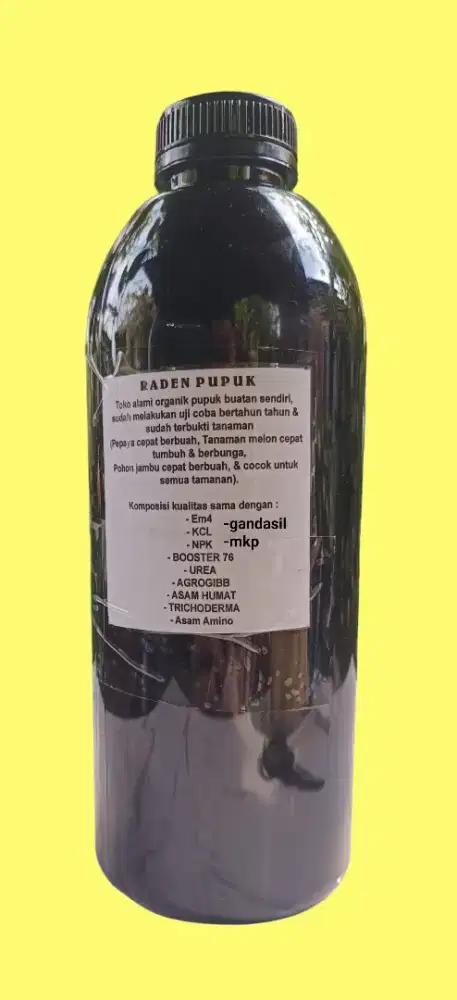 RADEN PUPUK
Toko alami organik pupuk buatan sendiri,
sudah melakukan uji coba bertahun tahun &
sudah terbukti tanaman
(Pepaya cepat berbuah, Tanaman melon cepat
tumbuh & berbunga,
Pohon jambu cepat berbuah, & cocok untuk
semua tamanan).
Komposisi kualitas sama dengan :
- Em4 -gandasil
- KCL -mkp
- NPK
- BOOSTER 76
- UREA
- AGROGIBB
- ASAM HUMAT
- TRICHODERMA
- Asam Amino